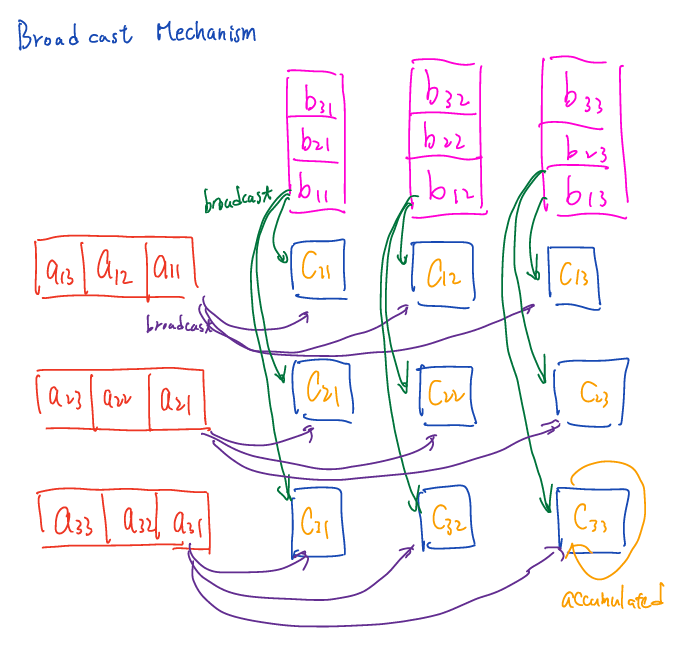 Broadcast Mechanism
b31 b32 b33
b21 b22 b23
b11 b12 b13
broadcast
a13 a12 a11 C11 C12 C13
broadcast
a23 a22 a21 C21 C22 C23
a33 a32 a31 C31 C32 C33
accumulated